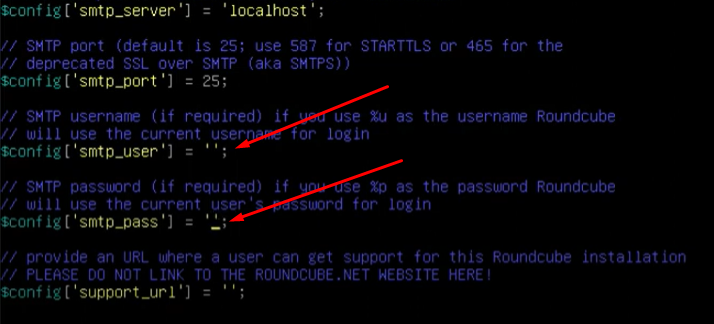 $config['smtp_server'] = 'localhost';
// SMTP port (default is 25; use 587 for STARTTLS or 465 for the
// deprecated SSL over SMTP (aka SMTPS))
$config['smtp_port'] = 25;
// SMTP username (if required) if you use %u as the username Roundcube
// will use the current username for login
$config['smtp_user'] = '';
// SMTP password (if required) if you use %p as the password Roundcube
// will use the current user's password for login
$config['smtp_pass'] = '';
// provide an URL where a user can get support for this Roundcube installation
// PLEASE DO NOT LINK TO THE ROUNDCUBE.NET WEBSITE HERE!
$config['support_url'] = '';